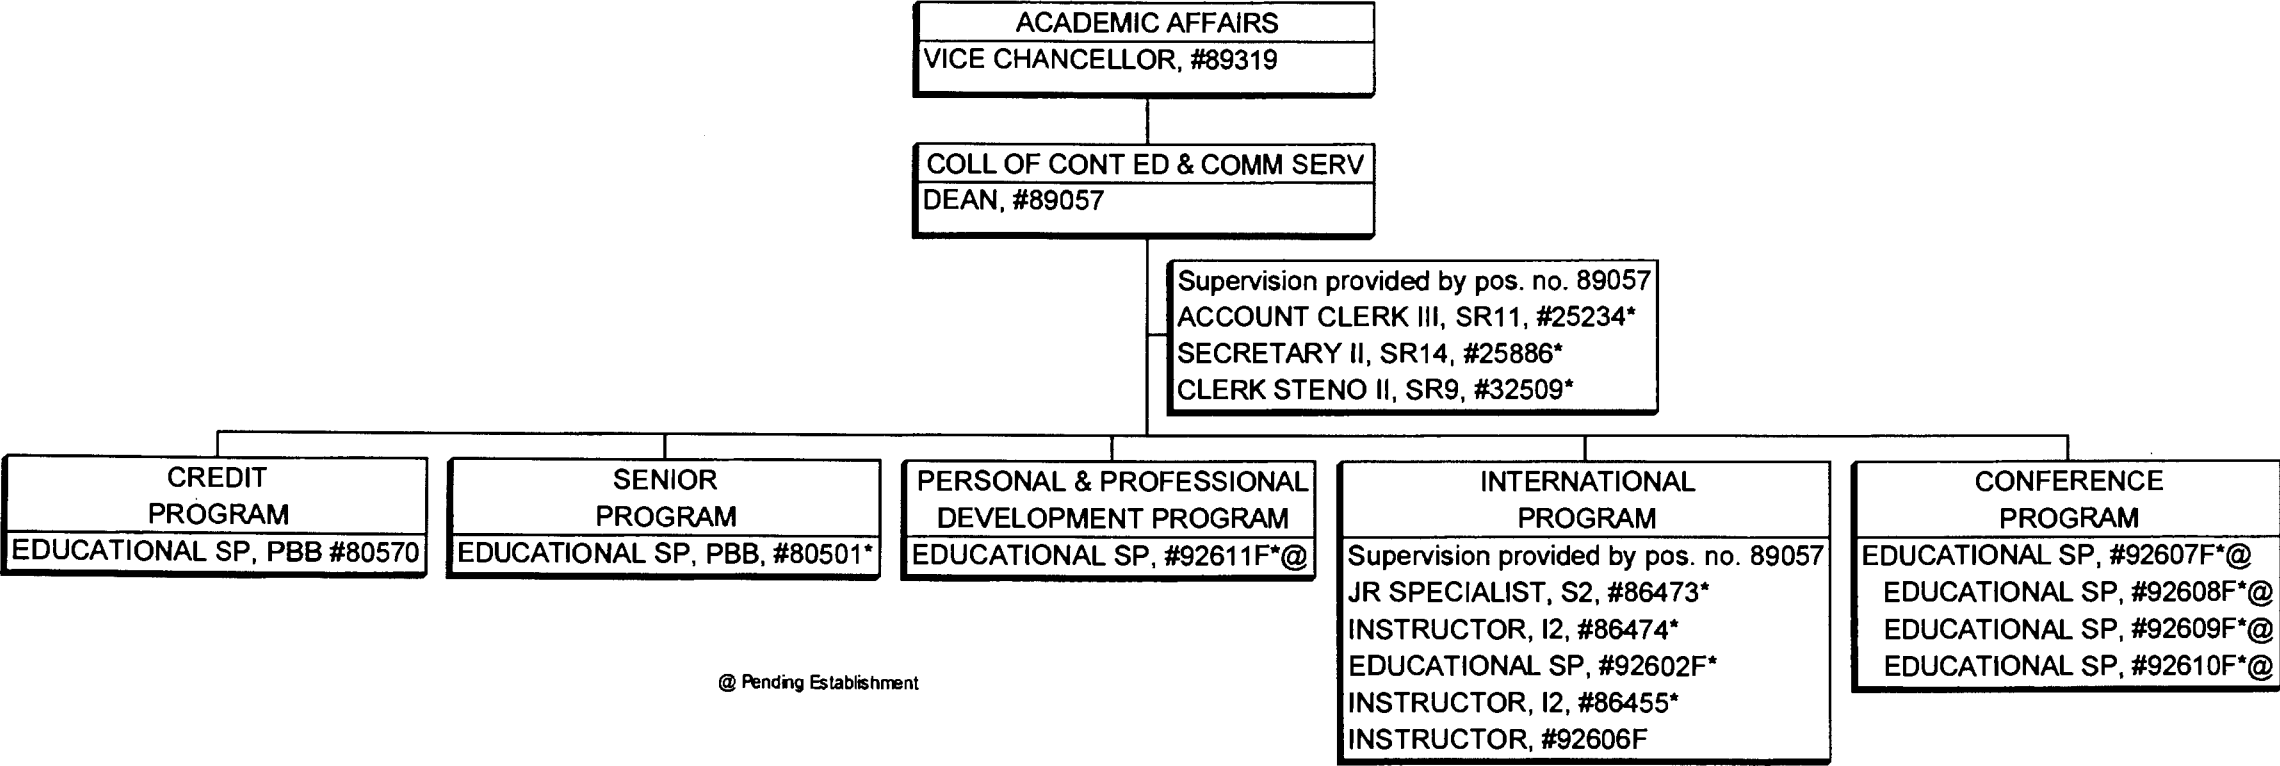 ACADEMIC AFFAIRS
VICE CHANCELLOR, #89319
COLL OF CONT ED & COMM SERV
DEAN, #89057
Supervision provided by pos. no. 89057
ACCOUNT CLERK III, SR11, #25234*
SECRETARY II, SR14, #25886*
CLERK STENO II, SR9, #32509*
CREDIT
PROGRAM
EDUCATIONAL SP, PBB #80570
SENIOR
PROGRAM
EDUCATIONAL SP, PBB, #80501*
PERSONAL & PROFESSIONAL
DEVELOPMENT PROGRAM
EDUCATIONAL SP, #92611F*@
INTERNATIONAL
PROGRAM
Supervision provided by pos. no. 89057
JR SPECIALIST, S2, #86473*
INSTRUCTOR, I2, #86474*
EDUCATIONAL SP, #92602F*
INSTRUCTOR, I2, #86455*
INSTRUCTOR, #92606F
CONFERENCE
PROGRAM
EDUCATIONAL SP, #92607F*@
EDUCATIONAL SP, #92608F*@
EDUCATIONAL SP, #92609F*@
EDUCATIONAL SP, #92610F*@
@ Pending Establishment